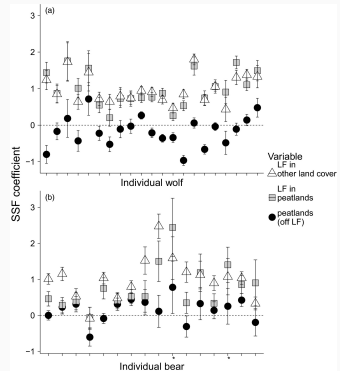 (a)
3
2
1
0
−1
Individual wolf
SSF coefficient
Variable
LF in
other land cover
LF in
peatlands
peatlands
(off LF)
(b)
3
2
1
0
−1
* *
Individual bear